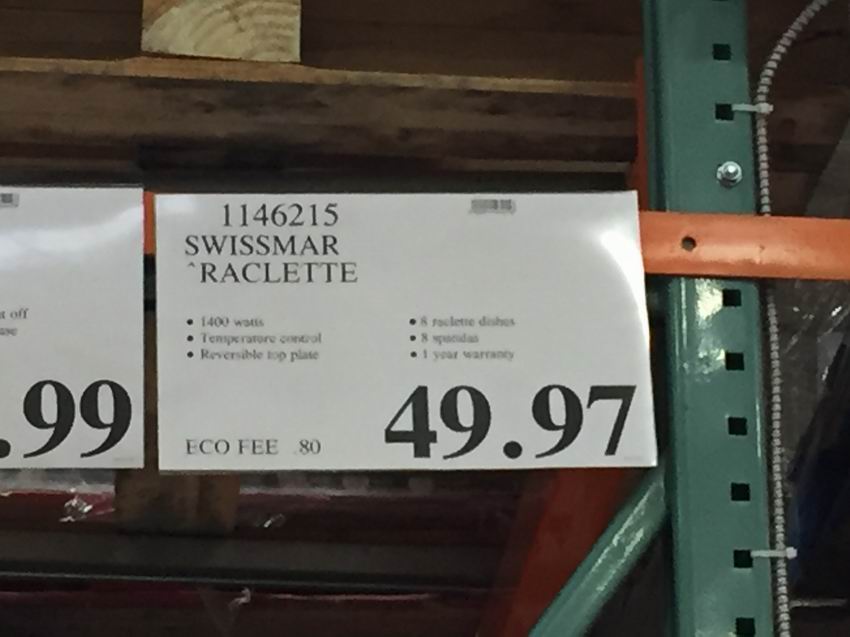 1146215
SWISSMAR
^RACLETTE
• 1400 watts
• Temperature control
• Reversible top plate
• 8 raclette dishes
• 8 spatulas
• 1 year warranty
ECO FEE .80
49.97
t off
.99